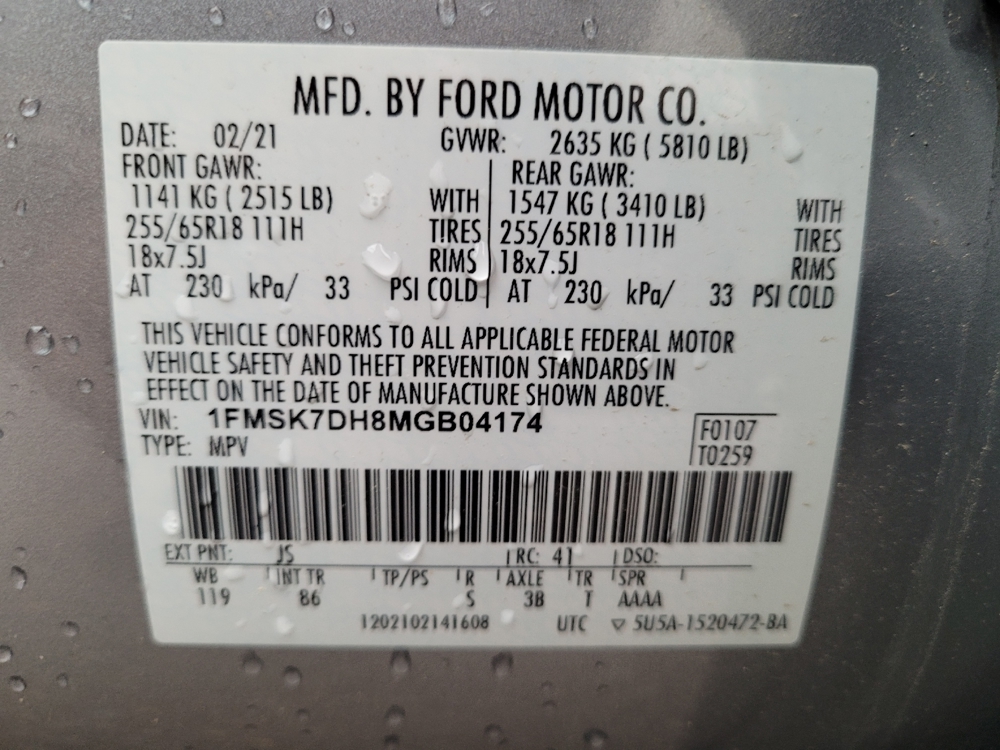 MFD. BY FORD MOTOR CO.
DATE: 02/21 GVWR: 2635 KG ( 5810 LB)
FRONT GAWR: REAR GAWR:
1141 KG ( 2515 LB) WITH 1547 KG ( 3410 LB) WITH
255/65R18 111H TIRES 255/65R18 111H TIRES
18x7.5J RIMS 18x7.5J RIMS
AT 230 kPa/ 33 PSI COLD AT 230 kPa/ 33 PSI COLD
THIS VEHICLE CONFORMS TO ALL APPLICABLE FEDERAL MOTOR
VEHICLE SAFETY AND THEFT PREVENTION STANDARDS IN
EFFECT ON THE DATE OF MANUFACTURE SHOWN ABOVE.
VIN: 1FMSK7DH8MGB04174 F0107
TYPE: MPV T0259
EXT PNT: JS RC: 41 DSO:
WB INT TR TP/PS R AXLE TR SPR
119 86 S 3B T AAAA
1202102141608 UTC ▽ 5U5A-1520472-BA